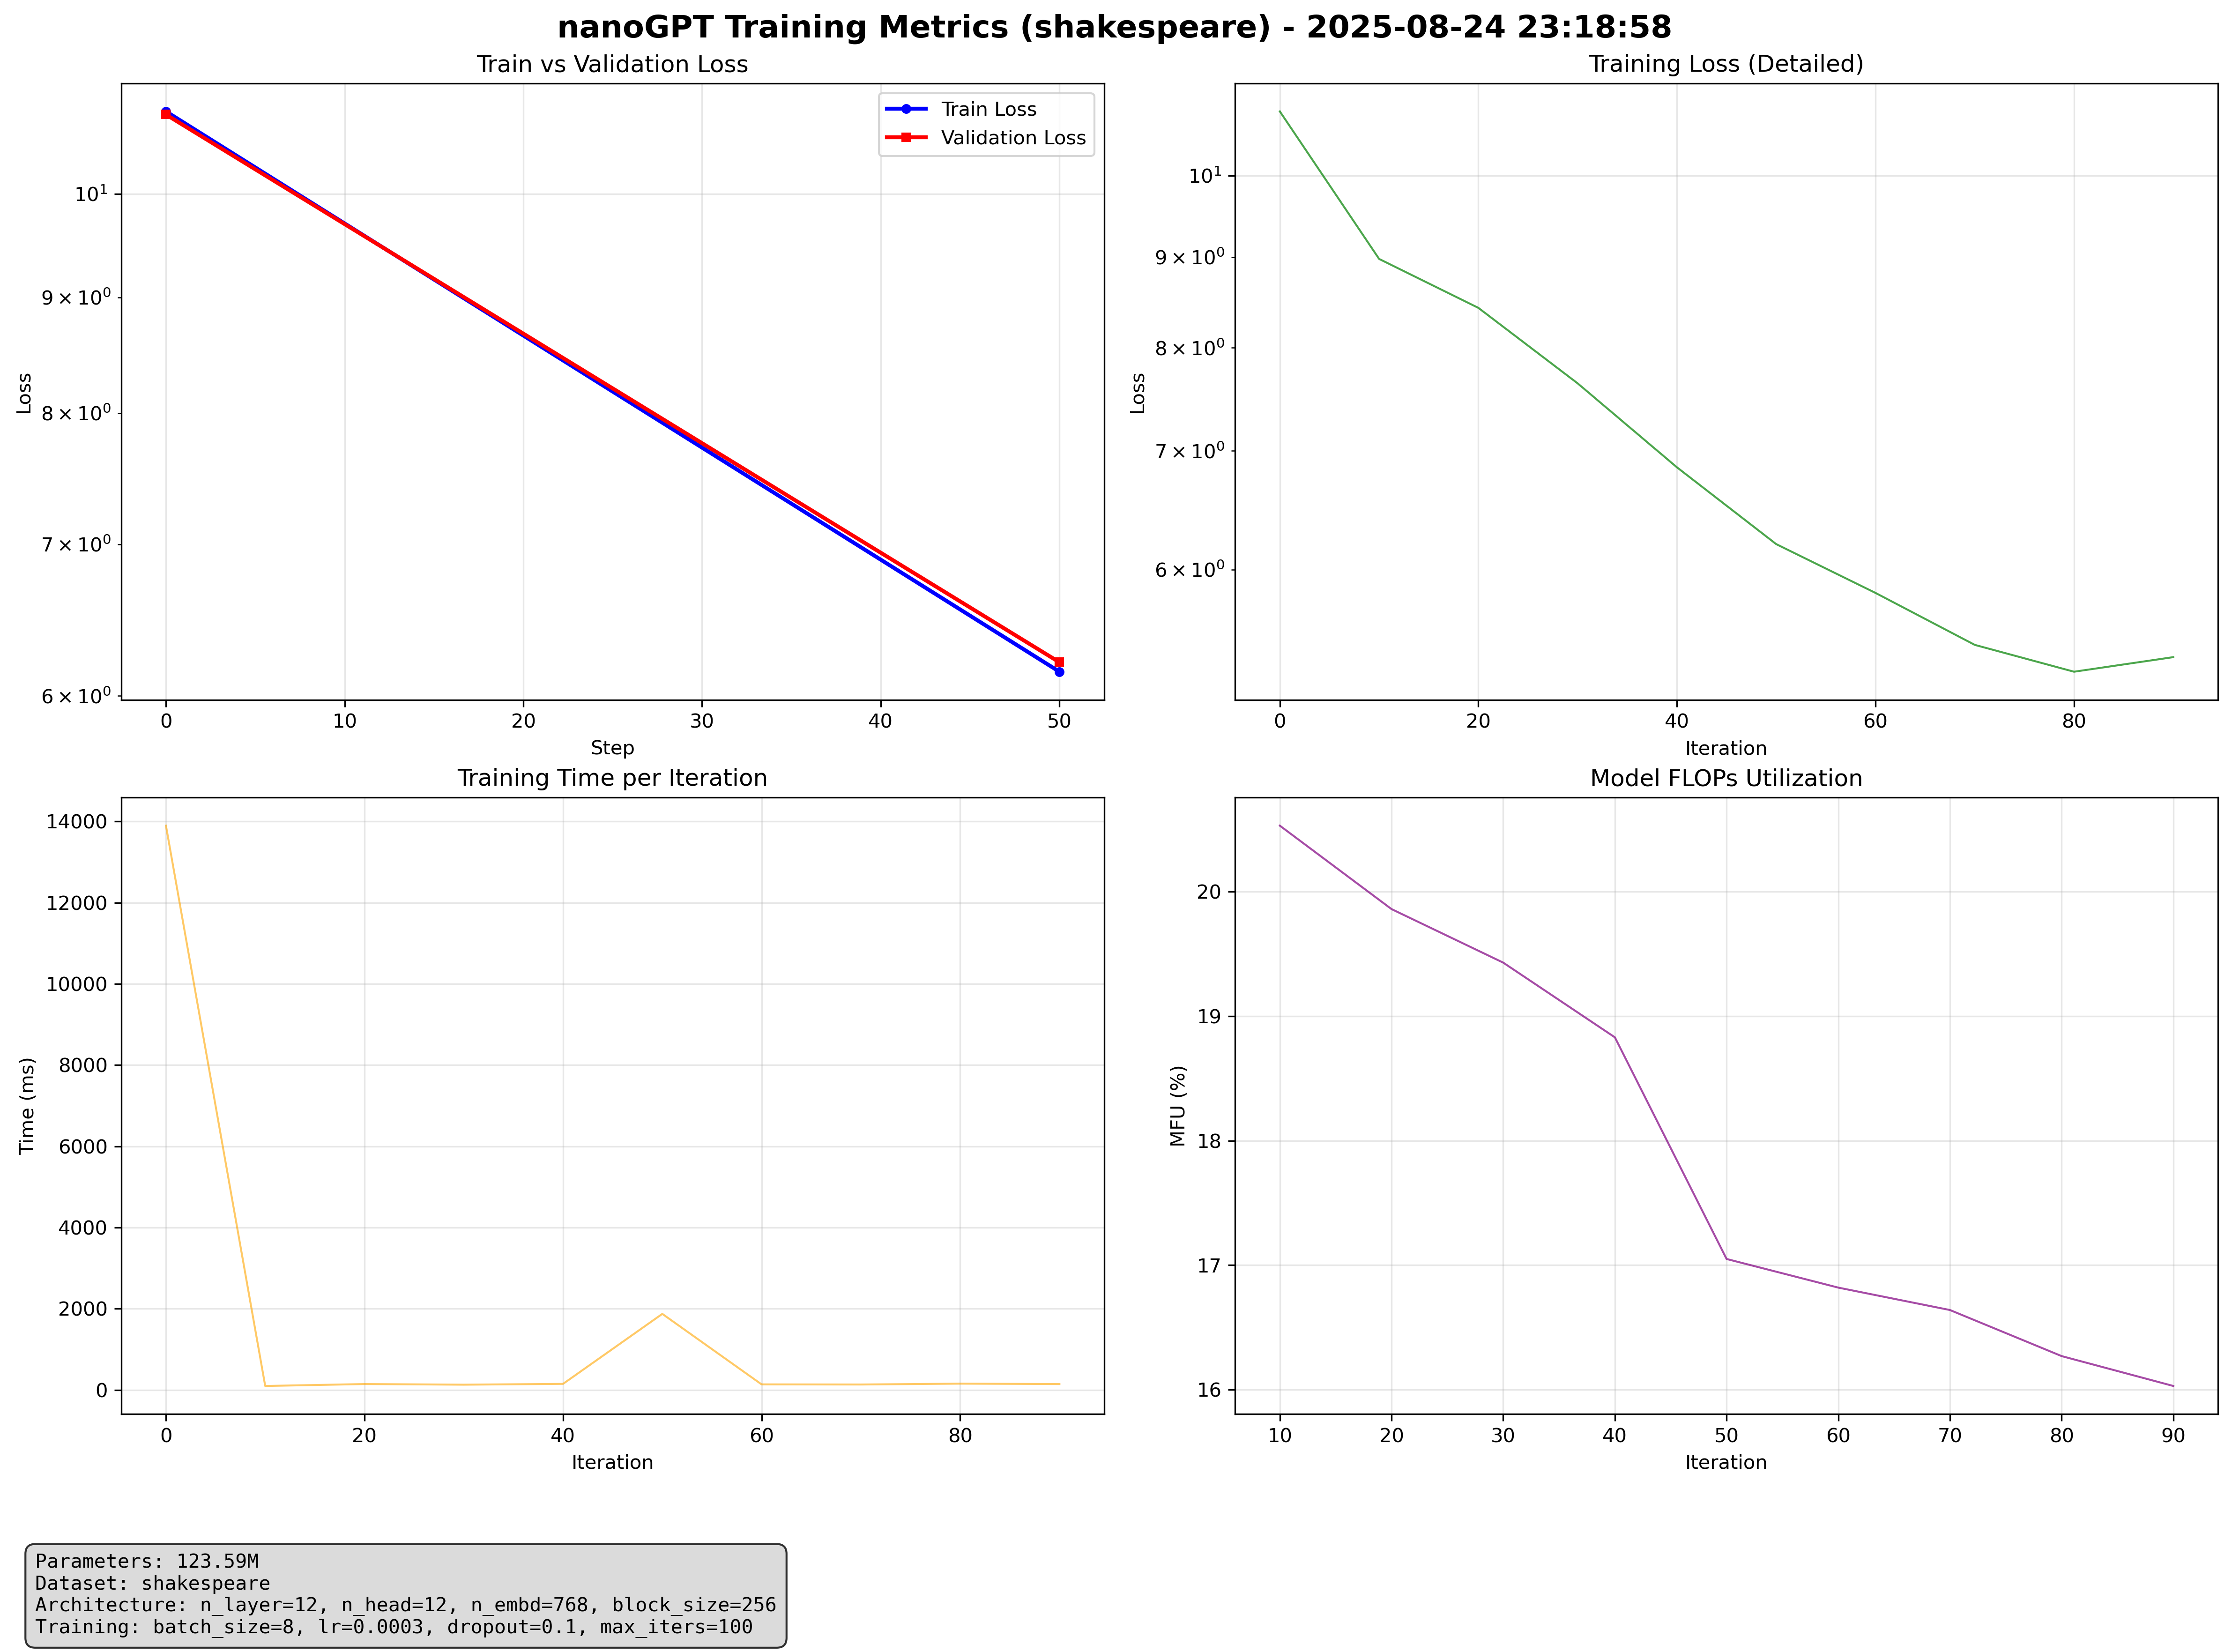 nanoGPT Training Metrics (shakespeare) - 2025-08-24 23:18:58
Train vs Validation Loss
Train Loss
Validation Loss
Loss
10¹
9 × 10⁰
8 × 10⁰
7 × 10⁰
6 × 10⁰
0 10 20 30 40 50
Step
Training Loss (Detailed)
Loss
10¹
9 × 10⁰
8 × 10⁰
7 × 10⁰
6 × 10⁰
0 20 40 60 80
Iteration
Training Time per Iteration
Time (ms)
14000
12000
10000
8000
6000
4000
2000
0
0 20 40 60 80
Iteration
Model FLOPs Utilization
MFU (%)
20
19
18
17
16
10 20 30 40 50 60 70 80 90
Iteration
Parameters: 123.59M
Dataset: shakespeare
Architecture: n_layer=12, n_head=12, n_embd=768, block_size=256
Training: batch_size=8, lr=0.0003, dropout=0.1, max_iters=100